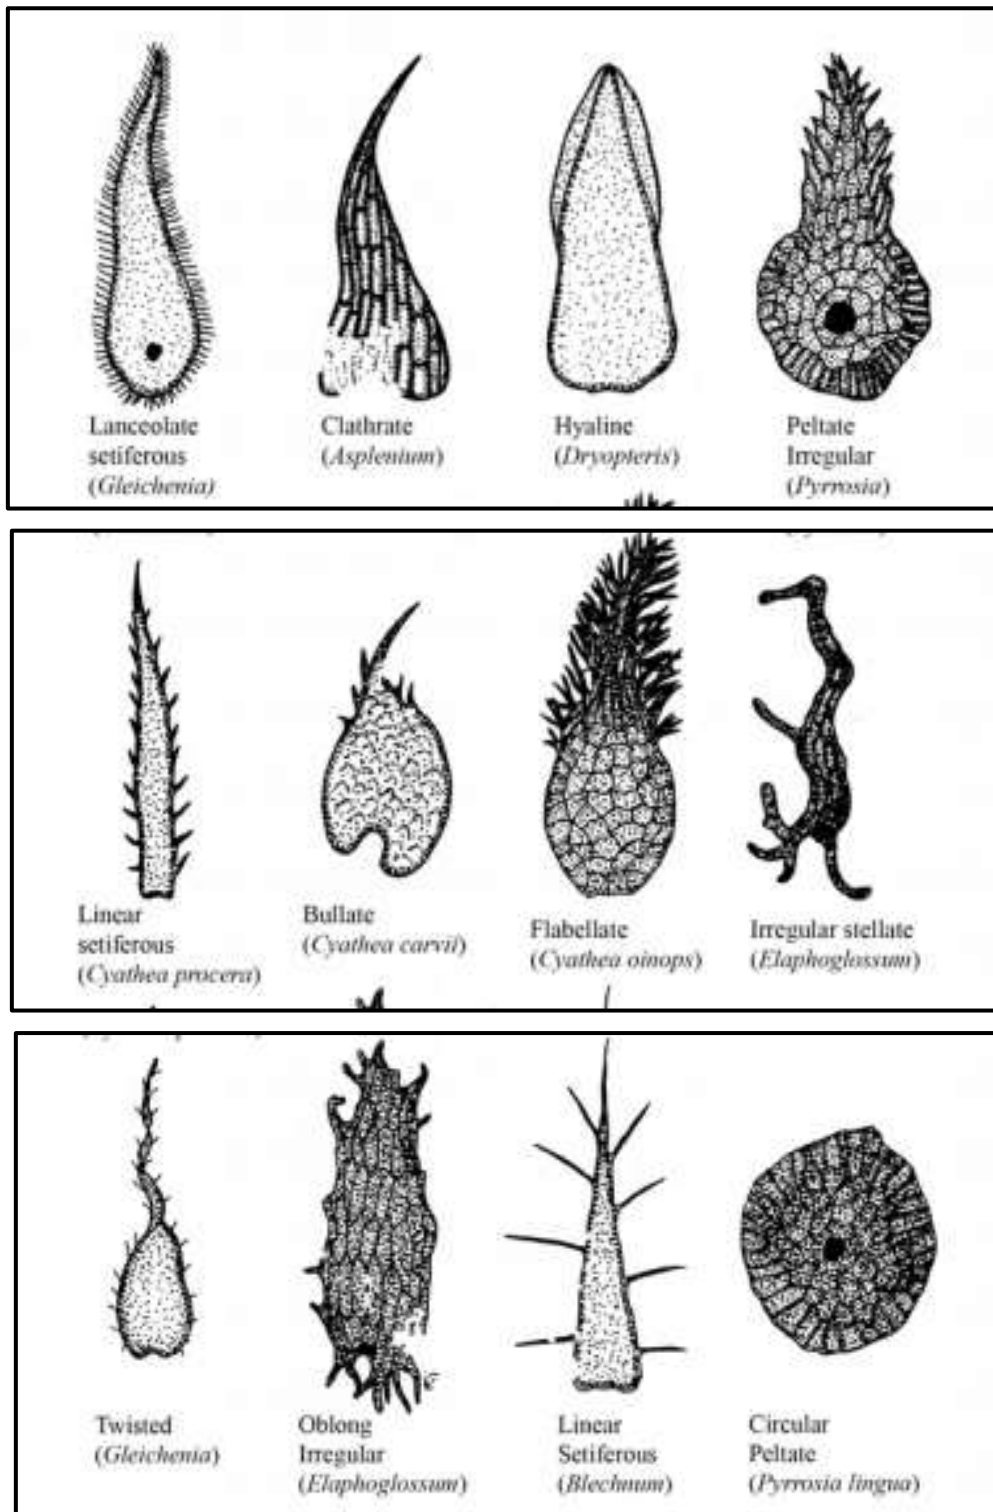 Lanceolate
setiferous
(Gleichenia)
Clathrate
(Asplenium)
Hyaline
(Dryopteris)
Peltate
Irregular
(Pyrrosia)
Linear
setiferous
(Cyathea procera)
Bullate
(Cyathea carvii)
Flabellate
(Cyathea oinops)
Irregular stellate
(Elaphoglossum)
Twisted
(Gleichenia)
Oblong
Irregular
(Elaphoglossum)
Linear
Setiferous
(Blechnum)
Circular
Peltate
(Pyrrosia lingua)